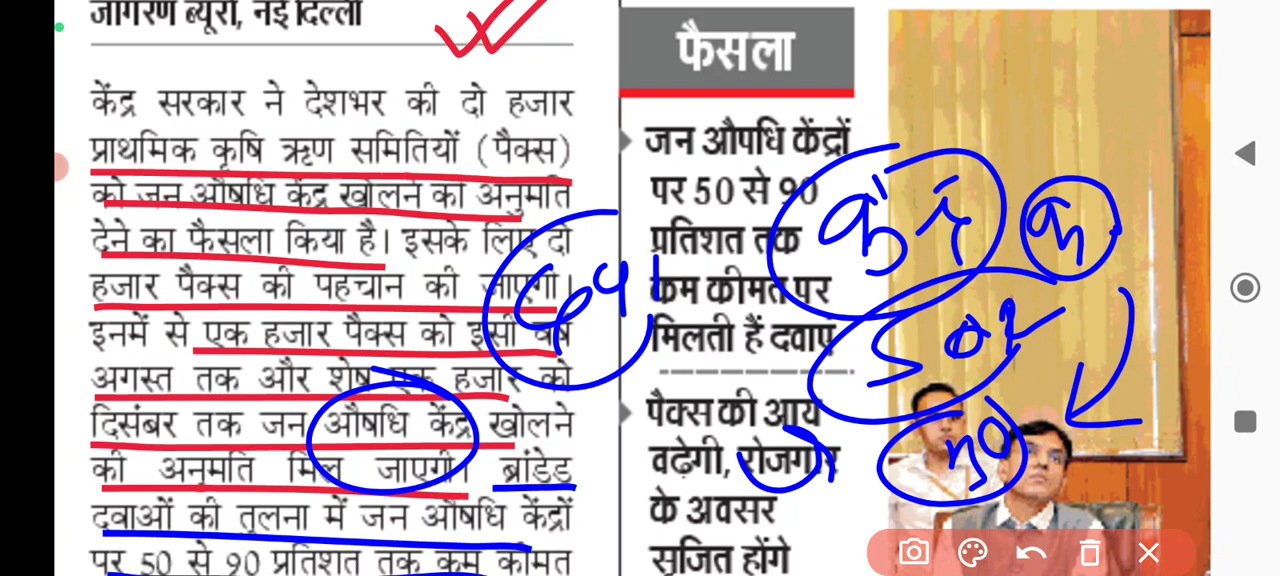 जागरण ब्यूरो, नई दिल्ली
केंद्र सरकार ने देशभर की दो हजार
प्राथमिक कृषि ऋण समितियों (पैक्स)
को जन औषधि केंद्र खोलने की अनुमति
देने का फैसला किया है। इसके लिए दो
हजार पैक्स की पहचान की जाएगी।
इनमें से एक हजार पैक्स को इसी वर्ष
अगस्त तक और शेष एक हजार को
दिसंबर तक जन औषधि केंद्र खोलने
की अनुमति मिल जाएगी। ब्रांडेड
दवाओं की तुलना में जन औषधि केंद्रों
पर 50 से 90 प्रतिशत तक कम कीमत
फैसला
जन औषधि केंद्रों
पर 50 से 90
प्रतिशत तक
कम कीमत पर
मिलती हैं दवाएं
पैक्स की आय
बढ़ेगी, रोजगार
के अवसर
सृजित होंगे